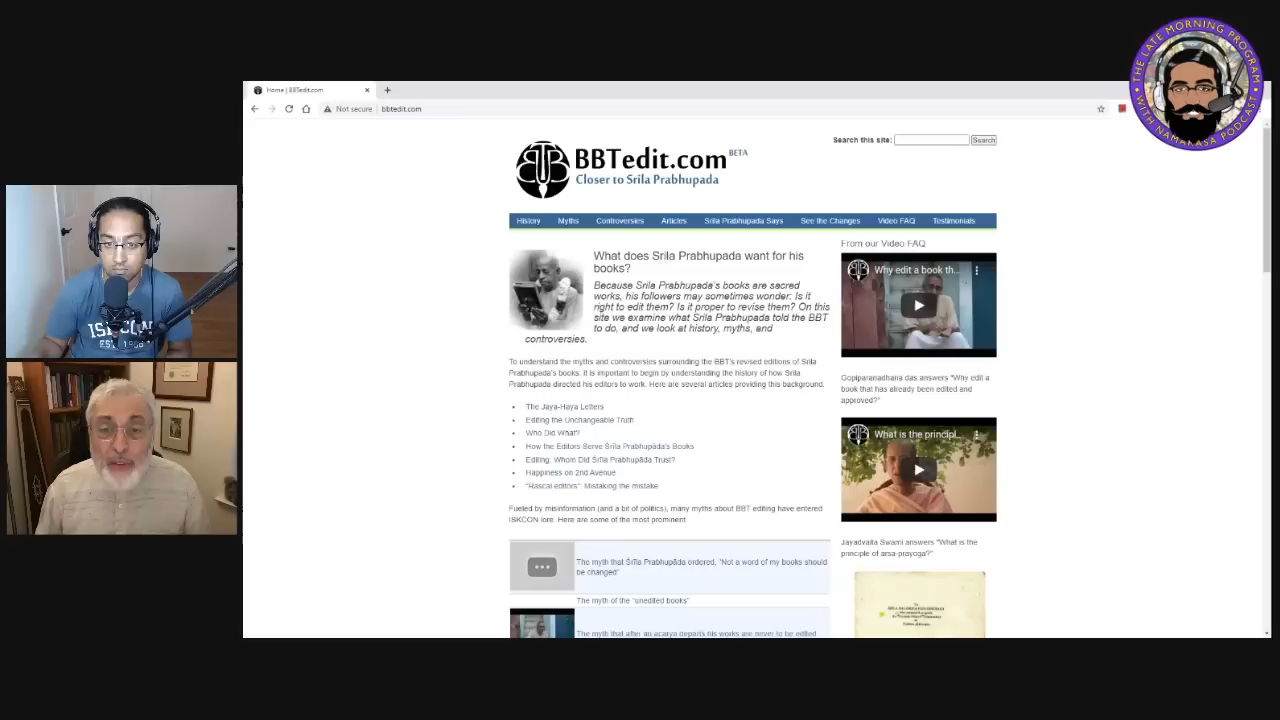 THE LATE MORNING PROGRAM
WITH NAMARASA PODCAST
Home | BBTedit.com
Not secure
bbtedit.com
Search this site:
Search
BBTedit.com BETA
Closer to Srila Prabhupada
History Myths Controversies Articles Srila Prabhupada Says See the Changes Video FAQ Testimonials
What does Srila Prabhupada want for his
books?
Because Srila Prabhupada's books are sacred
works, his followers may sometimes wonder: Is it
right to edit them? Is it proper to revise them? On this
site we examine what Srila Prabhupada told the BBT
to do, and we look at history, myths, and
controversies.
To understand the myths and controversies surrounding the BBT's revised editions of Srila
Prabhupada's books, it is important to begin by understanding the history of how Srila
Prabhupada directed his editors to work. Here are several articles providing this background.
The Jaya-Haya Letters
Editing the Unchangeable Truth
Who Did What?
How the Editors Serve Śrīla Prabhupāda's Books
Editing: Whom Did Śrīla Prabhupāda Trust?
Happiness on 2nd Avenue
"Rascal editors": Mistaking the mistake
Fueled by misinformation (and a bit of politics), many myths about BBT editing have entered
ISKCON lore. Here are some of the most prominent.
The myth that Śrīla Prabhupāda ordered, "Not a word of my books should
be changed"
The myth of the "unedited books"
The myth that after an acarya departs his works are never to be edited
From our Video FAQ
Why edit a book th...
Gopiparanadhana das answers "Why edit a
book that has already been edited and
approved?"
What is the principl...
Jayadvaita Swami answers "What is the
principle of arsa-prayoga?"
ISKCON
EST. 1966